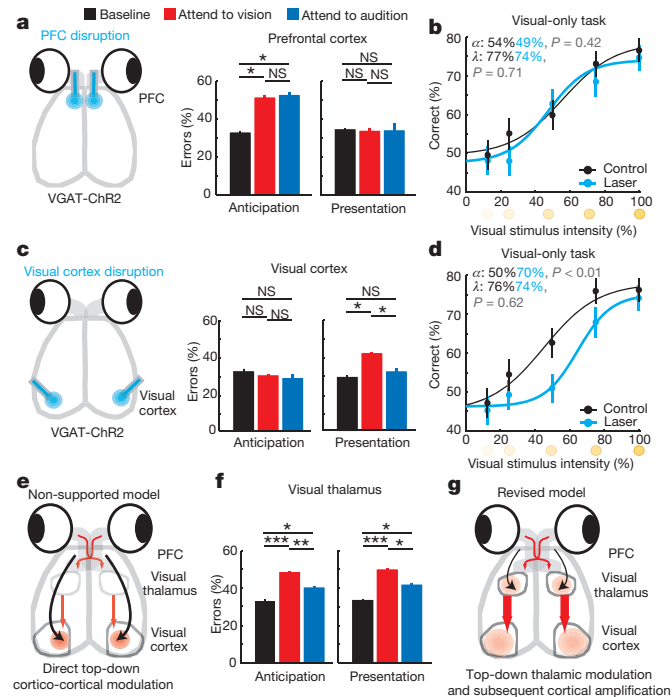 Baseline Attend to vision Attend to audition
a
PFC disruption
PFC
VGAT-ChR2
Prefrontal cortex
Errors (%)
60
40
20
0
*
*
NS
NS
NS
NS
Anticipation
Presentation
b
Visual-only task
α: 54%49%, P = 0.42
λ: 77%74%,
P = 0.71
Correct (%)
80
70
60
50
40
Control
Laser
0 20 40 60 80 100
Visual stimulus intensity (%)
c
Visual cortex disruption
Visual
cortex
VGAT-ChR2
Visual cortex
Errors (%)
60
40
20
0
NS
NS
NS
NS
*
*
Anticipation
Presentation
d
Visual-only task
α: 50%70%, P < 0.01
λ: 76%74%,
P = 0.62
Correct (%)
80
70
60
50
40
Control
Laser
0 20 40 60 80 100
Visual stimulus intensity (%)
e
Non-supported model
PFC
Visual
thalamus
Visual
cortex
Direct top-down
cortico-cortical modulation
f
Visual thalamus
Errors (%)
60
40
20
0
*
***
**
*
***
*
Anticipation
Presentation
g
Revised model
PFC
Visual
thalamus
Visual
cortex
Top-down thalamic modulation
and subsequent cortical amplification